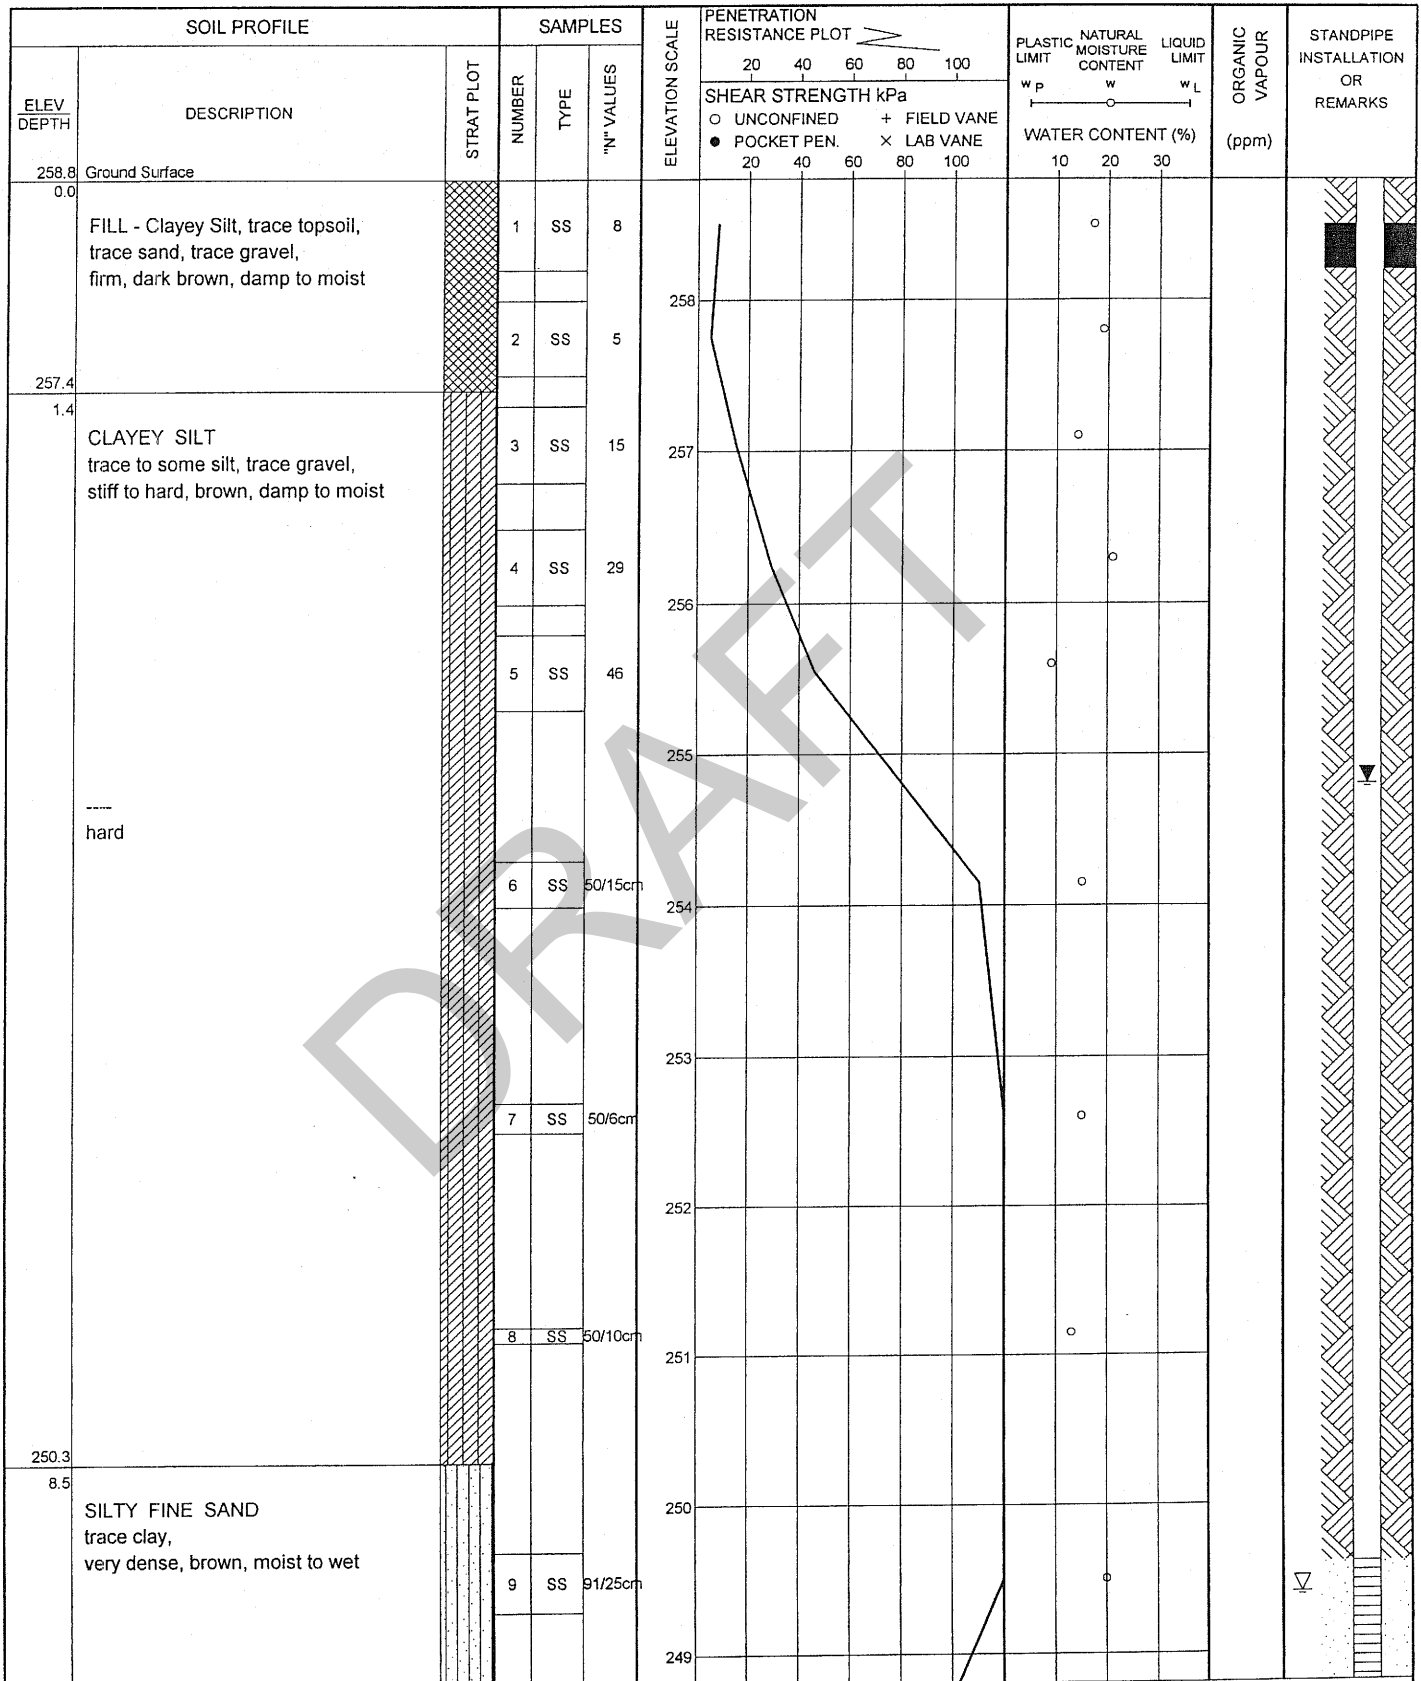 SOIL PROFILE
SAMPLES
ELEV
DEPTH
DESCRIPTION
STRAT PLOT
NUMBER
TYPE
"N" VALUES
ELEVATION SCALE
PENETRATION
RESISTANCE PLOT
20 40 60 80 100
SHEAR STRENGTH kPa
○ UNCONFINED + FIELD VANE
● POCKET PEN. × LAB VANE
20 40 60 80 100
PLASTIC LIMIT
NATURAL MOISTURE CONTENT
LIQUID LIMIT
w P w w L
WATER CONTENT (%)
10 20 30
ORGANIC VAPOUR
(ppm)
STANDPIPE
INSTALLATION
OR
REMARKS
258.8 Ground Surface
0.0
FILL - Clayey Silt, trace topsoil,
trace sand, trace gravel,
firm, dark brown, damp to moist
1 SS 8
258
2 SS 5
257.4
1.4
CLAYEY SILT
trace to some silt, trace gravel,
stiff to hard, brown, damp to moist
3 SS 15
257
4 SS 29
256
5 SS 46
255
----
hard
6 SS 50/15cm
254
253
7 SS 50/6cm
252
8 SS 50/10cm
251
250.3
8.5
SILTY FINE SAND
trace clay,
very dense, brown, moist to wet
250
9 SS 91/25cm
249
DRAFT